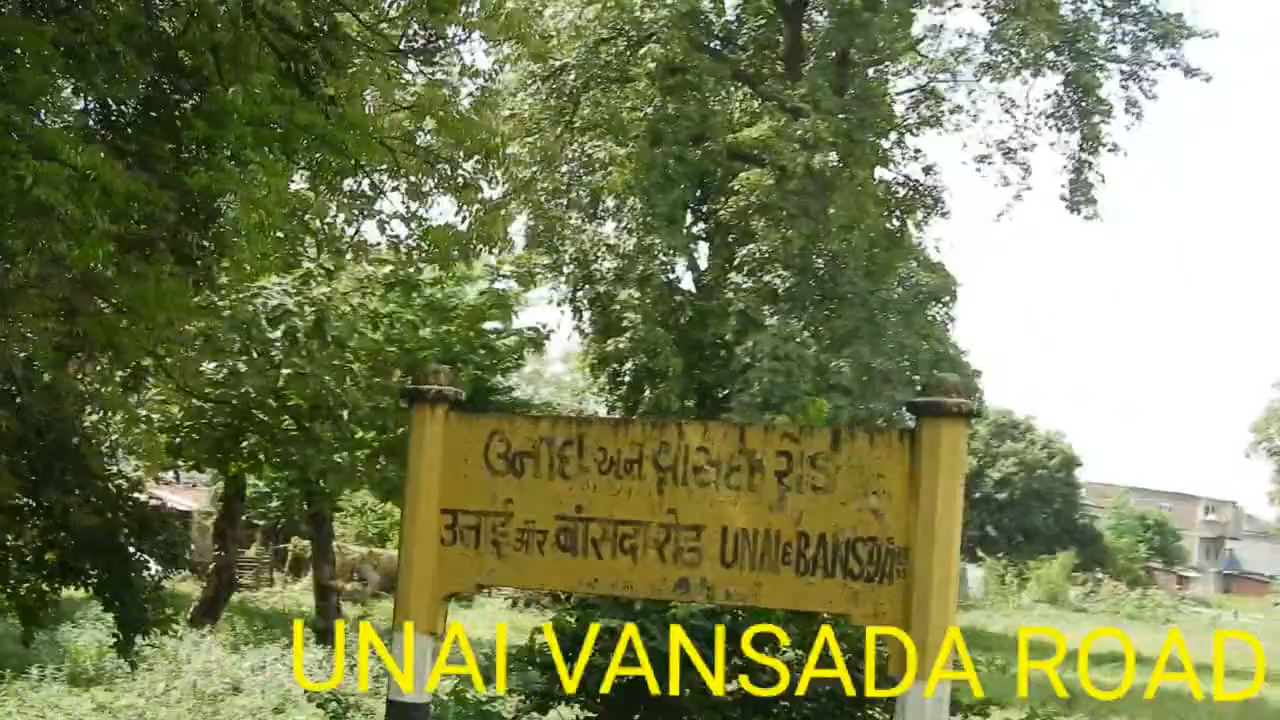 ઉનાઇ અને વાંસદા રોડ
उनाई और बांसदा रोड UNAI & BANSDA
UNAI VANSADA ROAD